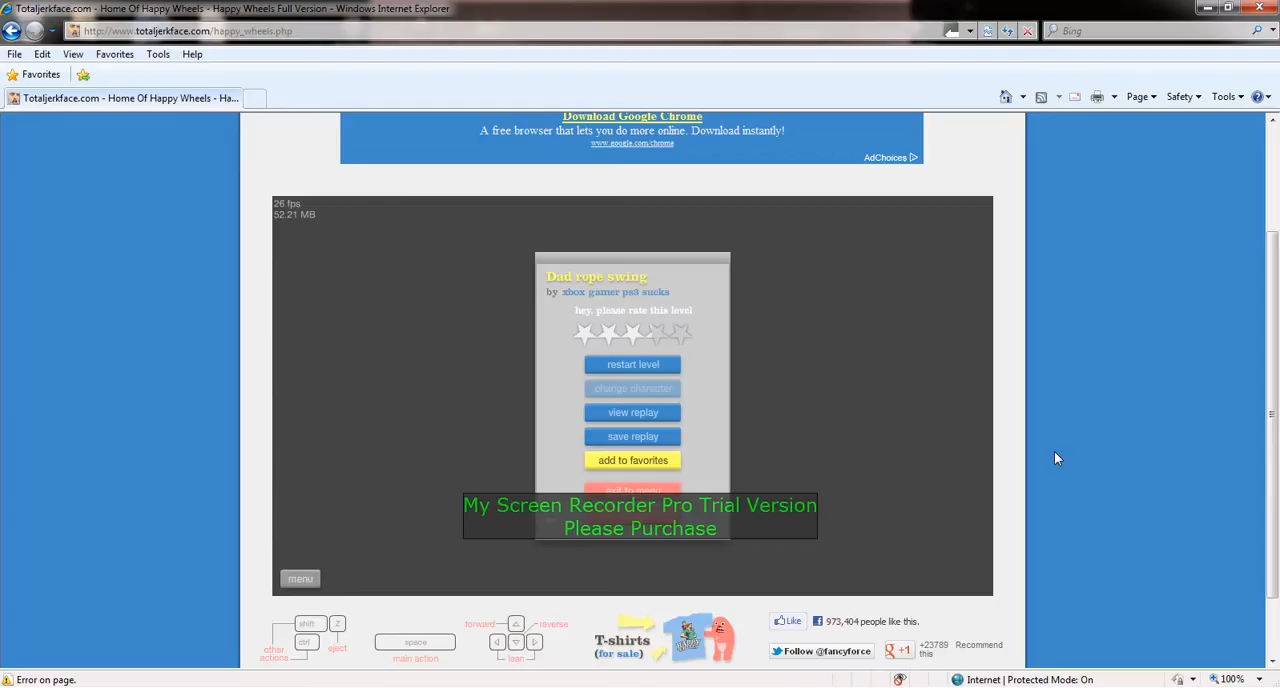 Totaljerkface.com - Home Of Happy Wheels - Happy Wheels Full Version - Windows Internet Explorer
http://www.totaljerkface.com/happy_wheels.php
Bing
File Edit View Favorites Tools Help
Favorites
Totaljerkface.com - Home Of Happy Wheels - Ha...
Page Safety Tools
Download Google Chrome
A free browser that lets you do more online. Download instantly!
www.google.com/chrome
AdChoices
26 fps
52.21 MB
Dad rope swing
by xbox gamer ps3 sucks
hey, please rate this level
restart level
change character
view replay
save replay
add to favorites
exit to menu
My Screen Recorder Pro Trial Version
Please Purchase
menu
shift Z
ctrl
other
actions
eject
space
main action
forward reverse
lean
T-shirts
(for sale)
Like 973,404 people like this.
Follow @fancyforce
+1 +23789 Recommend this
Error on page.
Internet | Protected Mode: On
100%